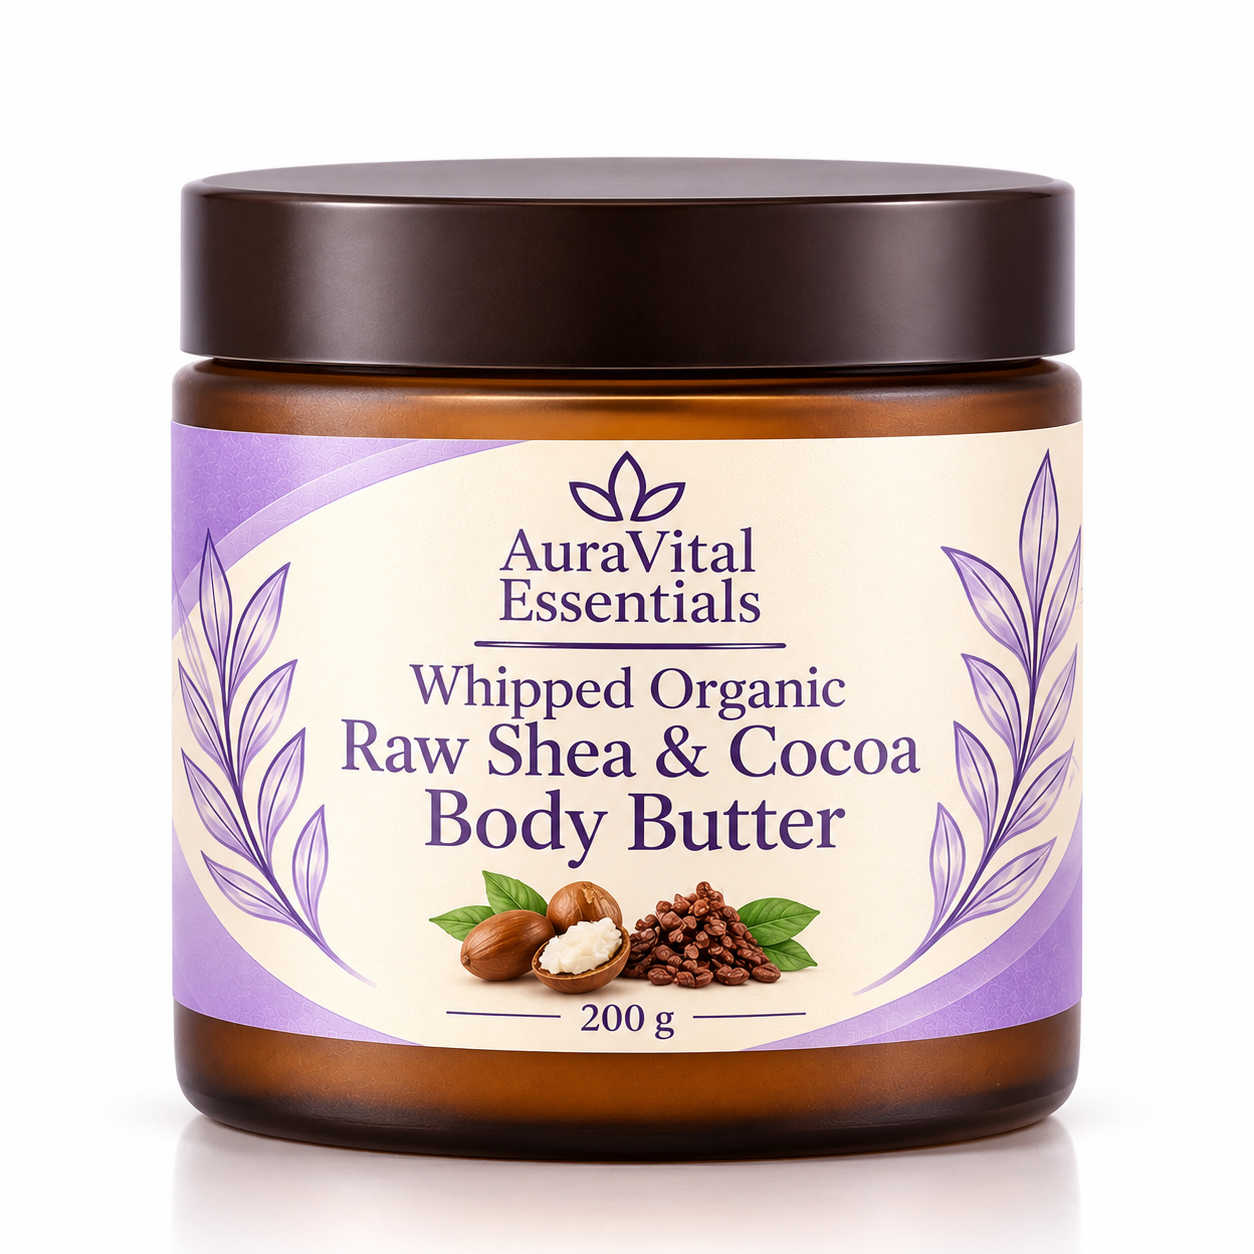 AuraVital
Essentials
Whipped Organic
Raw Shea & Cocoa
Body Butter
200 g